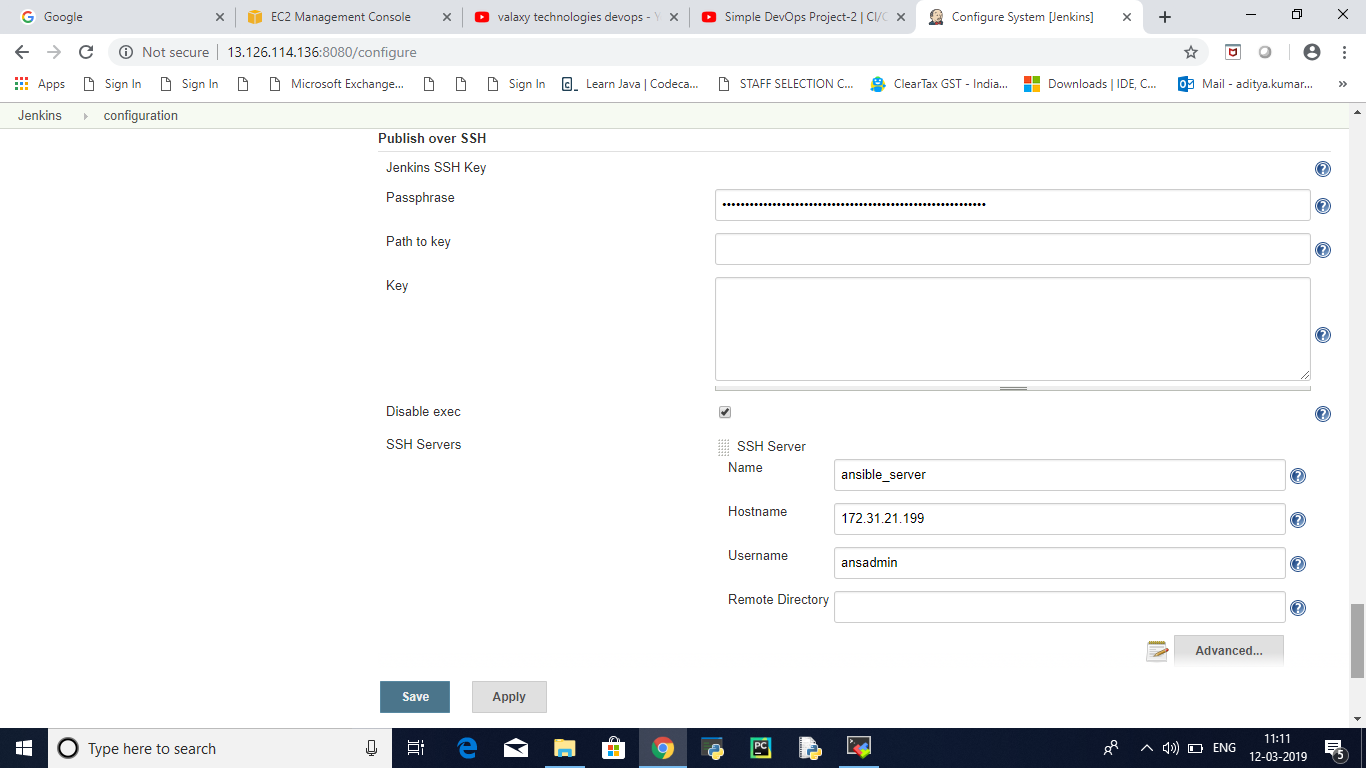 Google
EC2 Management Console
valaxy technologies devops - Y
Simple DevOps Project-2 | CI/C
Configure System [Jenkins]
Not secure | 13.126.114.136:8080/configure
Apps
Sign In
Sign In
Microsoft Exchange...
Sign In
C_ Learn Java | Codeca...
STAFF SELECTION C...
ClearTax GST - India...
Downloads | IDE, C...
Mail - aditya.kumar...
»
Jenkins
configuration
Publish over SSH
Jenkins SSH Key
Passphrase
Path to key
Key
Disable exec
SSH Servers
SSH Server
Name
ansible_server
Hostname
172.31.21.199
Username
ansadmin
Remote Directory
Advanced...
Save
Apply
Type here to search
PC
ENG
11:11
12-03-2019
5